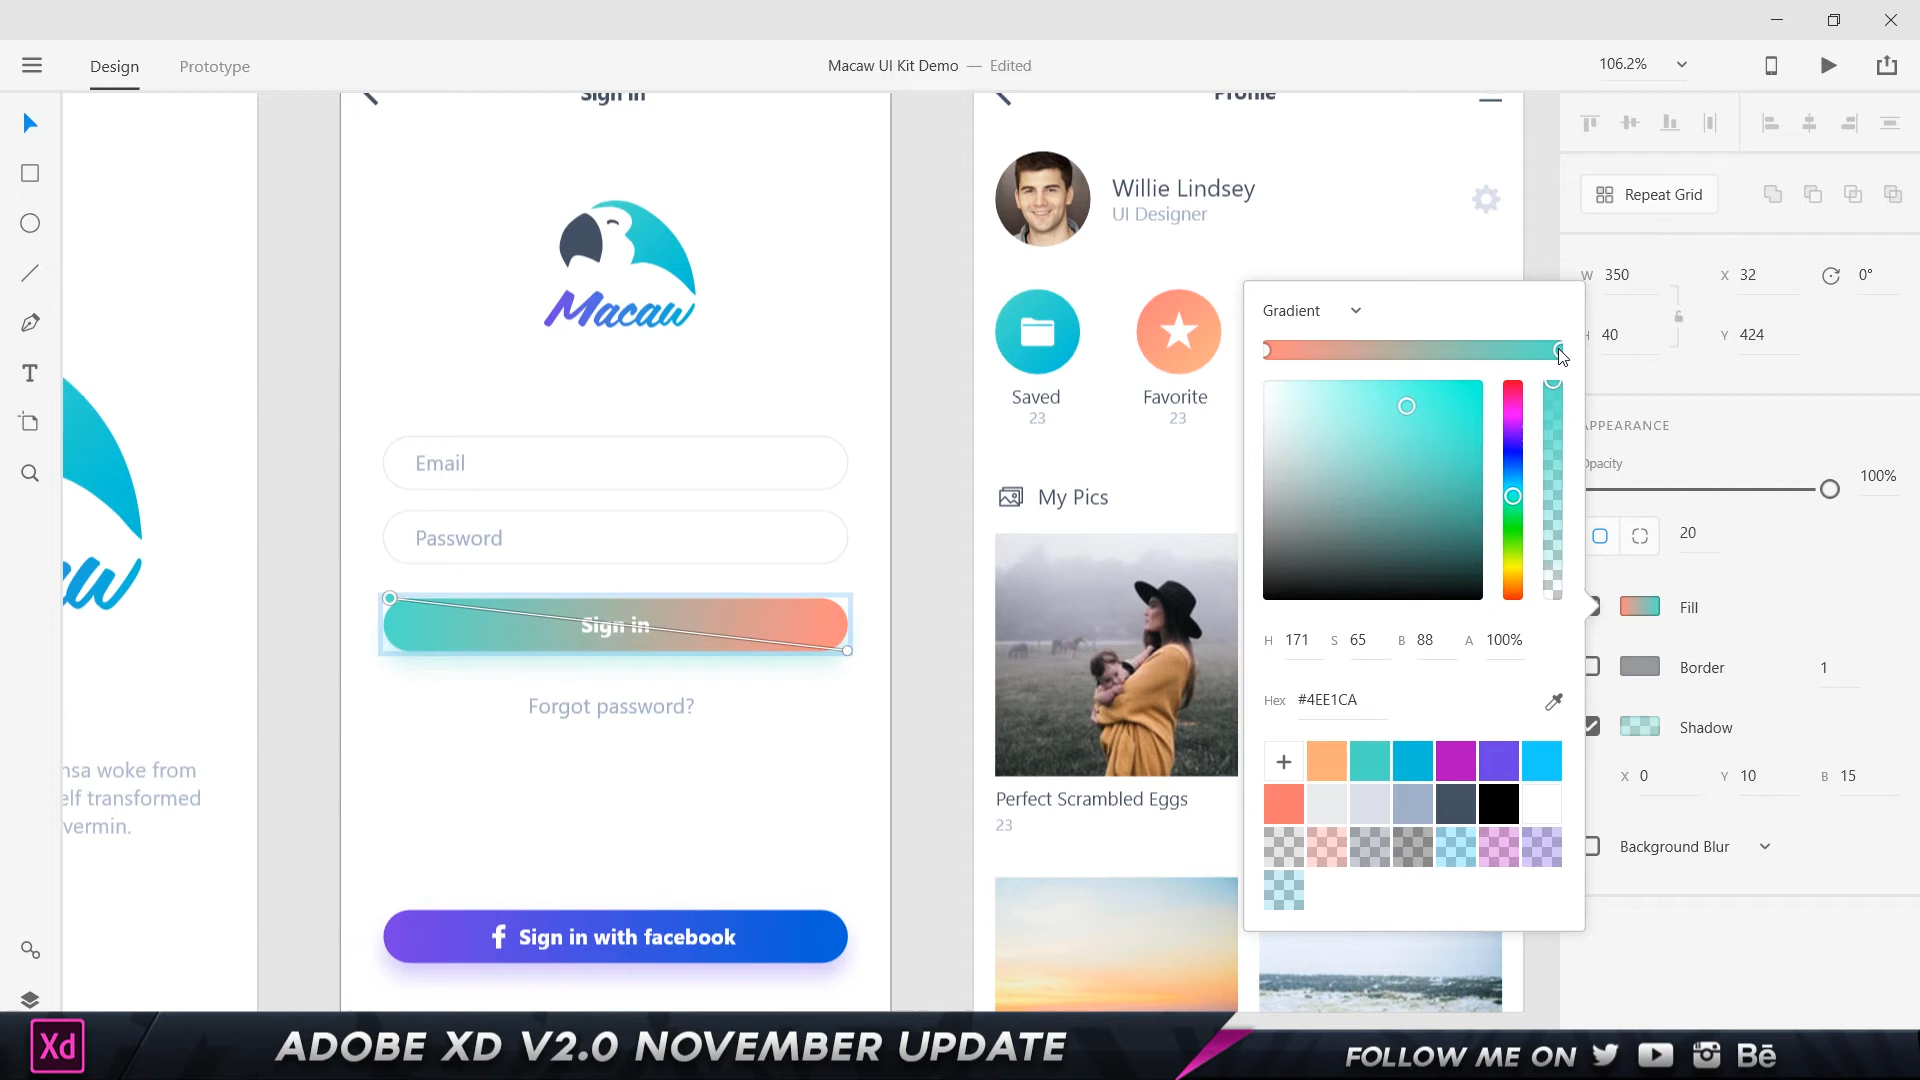 Design
Prototype
Macaw UI Kit Demo — Edited
106.2%
Sign in
Profile
Willie Lindsey
UI Designer
Repeat Grid
W 350
X 32
0°
H 40
Y 424
Macaw
Saved
23
Favorite
23
Gradient
APPEARANCE
Opacity
100%
Email
Password
Sign in
Forgot password?
My Pics
20
Fill
Border
1
Shadow
X 0
Y 10
B 15
Background Blur
H 171 S 65 B 88 A 100%
Hex #4EE1CA
aw
nsa woke from
elf transformed
vermin.
Perfect Scrambled Eggs
23
f Sign in with facebook
Xd
ADOBE XD V2.0 NOVEMBER UPDATE
FOLLOW ME ON
Bē